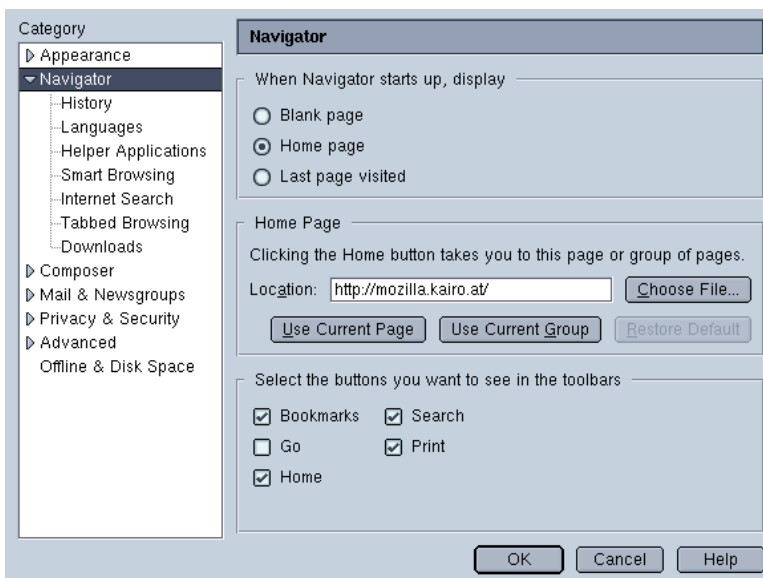 Category
Appearance
Navigator
History
Languages
Helper Applications
Smart Browsing
Internet Search
Tabbed Browsing
Downloads
Composer
Mail & Newsgroups
Privacy & Security
Advanced
Offline & Disk Space
Navigator
When Navigator starts up, display
Blank page
Home page
Last page visited
Home Page
Clicking the Home button takes you to this page or group of pages.
Location: http://mozilla.kairo.at/ Choose File...
Use Current Page Use Current Group Restore Default
Select the buttons you want to see in the toolbars
Bookmarks Search
Go Print
Home
OK Cancel Help